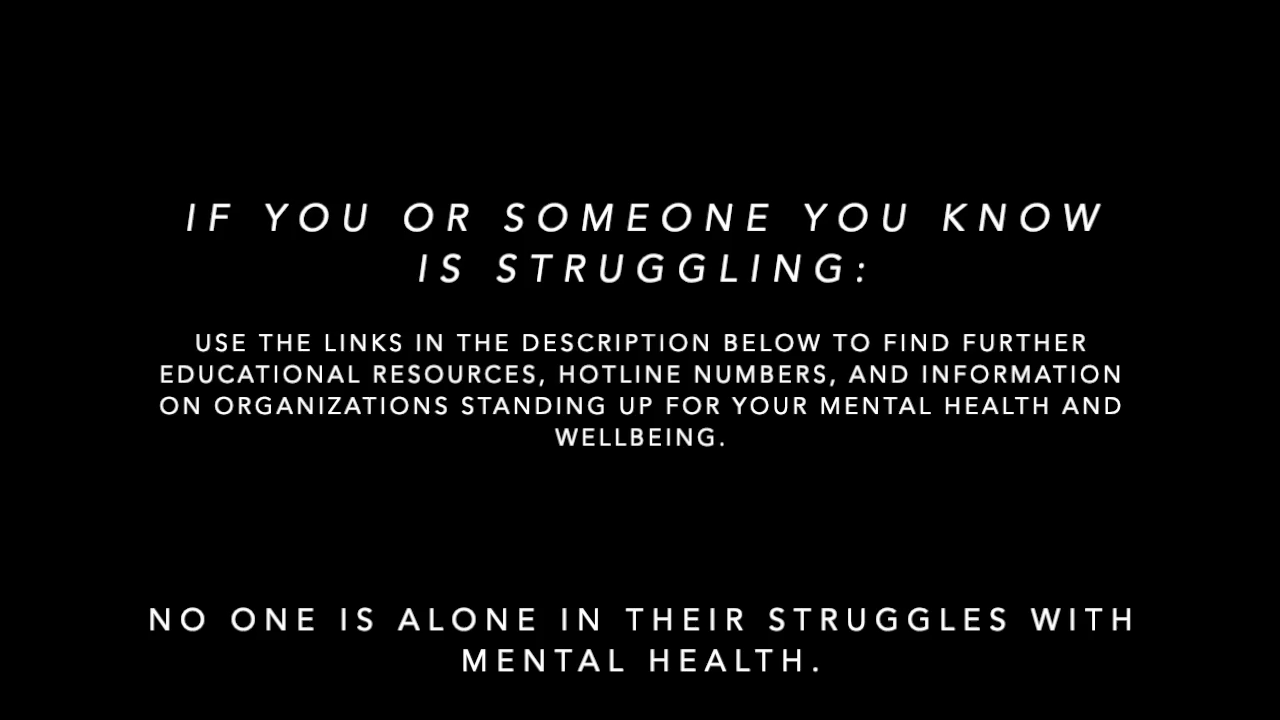 IF YOU OR SOMEONE YOU KNOW
IS STRUGGLING:
USE THE LINKS IN THE DESCRIPTION BELOW TO FIND FURTHER
EDUCATIONAL RESOURCES, HOTLINE NUMBERS, AND INFORMATION
ON ORGANIZATIONS STANDING UP FOR YOUR MENTAL HEALTH AND
WELLBEING.
NO ONE IS ALONE IN THEIR STRUGGLES WITH
MENTAL HEALTH.